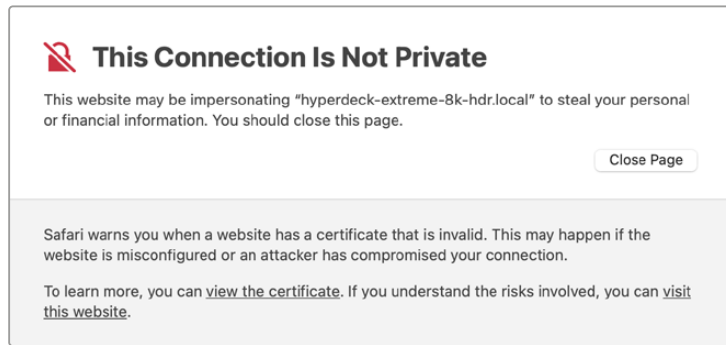 This Connection Is Not Private
This website may be impersonating “hyperdeck-extreme-8k-hdr.local” to steal your personal
or financial information. You should close this page.
Close Page
Safari warns you when a website has a certificate that is invalid. This may happen if the
website is misconfigured or an attacker has compromised your connection.
To learn more, you can view the certificate. If you understand the risks involved, you can visit
this website.